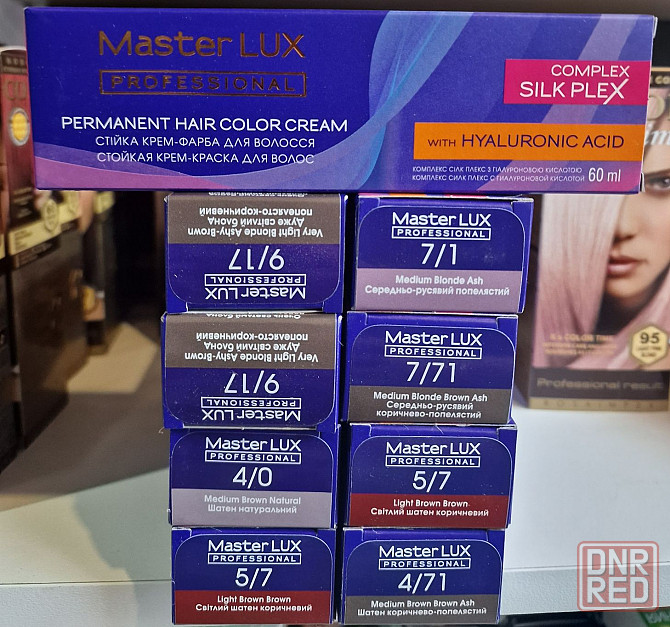 Master LUX
PROFESSIONAL
PERMANENT HAIR COLOR CREAM
СТІЙКА КРЕМ-ФАРБА ДЛЯ ВОЛОССЯ
СТОЙКАЯ КРЕМ-КРАСКА ДЛЯ ВОЛОС
COMPLEX
SILK PLEX
WITH HYALURONIC ACID
КОМПЛЕКС СІЛК ПЛЕКС З ГІАЛУРОНОВОЮ КИСЛОТОЮ
КОМПЛЕКС СИЛК ПЛЕКС С ГИАЛУРОНОВОЙ КИСЛОТОЙ
60 ml
Master LUX
PROFESSIONAL
9/17
Very Light Blonde Ashy-Brown
Дуже світлий блонд
попелясто-коричневий
Master LUX
PROFESSIONAL
7/1
Medium Blonde Ash
Середньо-русявий попелястий
Master LUX
PROFESSIONAL
9/17
Very Light Blonde Ashy-Brown
Дуже світлий блонд
попелясто-коричневий
Master LUX
PROFESSIONAL
7/71
Medium Blonde Brown Ash
Середньо-русявий
коричнево-попелястий
Master LUX
PROFESSIONAL
4/0
Medium Brown Natural
Шатен натуральний
Master LUX
PROFESSIONAL
5/7
Light Brown Brown
Світлий шатен коричневий
Master LUX
PROFESSIONAL
5/7
Light Brown Brown
Світлий шатен коричневий
Master LUX
PROFESSIONAL
4/71
Medium Brown Brown Ash
Шатен коричнево-попелястий
95
Professional result
DNR
RED